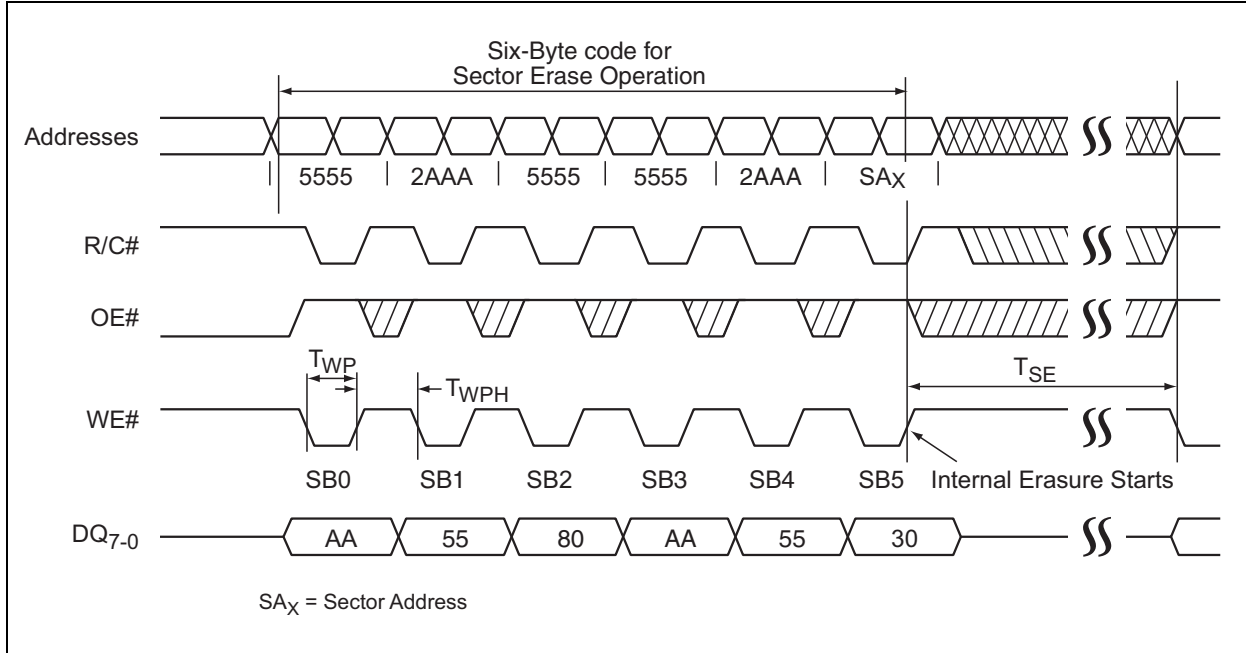 Six-Byte code for
Sector Erase Operation
Addresses
5555 2AAA 5555 5555 2AAA SAX
R/C#
OE#
TWP
TWPH
TSE
WE#
SB0 SB1 SB2 SB3 SB4 SB5
Internal Erasure Starts
DQ7-0
AA 55 80 AA 55 30
SAX = Sector Address